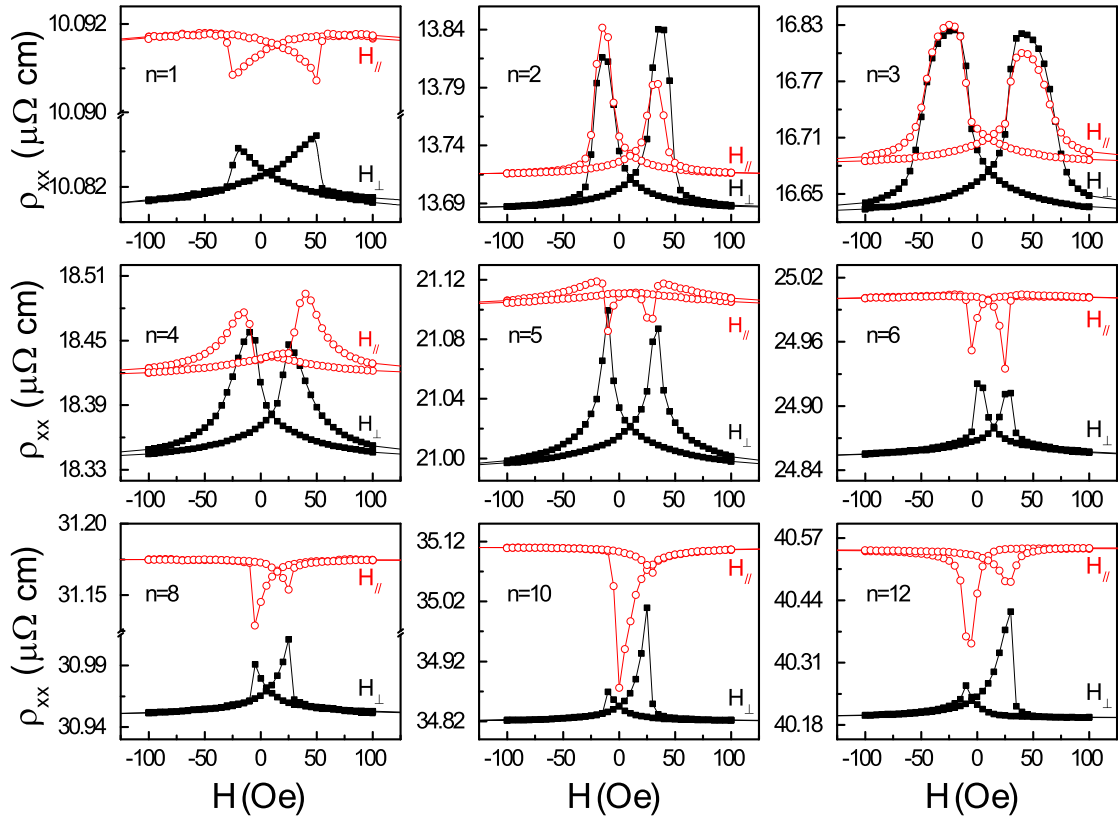 10.092
10.090
10.082
ρxx (μΩ cm)
n=1
H//
H⊥
-100 -50 0 50 100
13.84
13.79
13.74
13.69
n=2
H//
H⊥
-100 -50 0 50 100
16.83
16.77
16.71
16.65
n=3
H//
H⊥
-100 -50 0 50 100
18.51
18.45
18.39
18.33
ρxx (μΩ cm)
n=4
H//
H⊥
-100 -50 0 50 100
21.12
21.08
21.04
21.00
n=5
H//
H⊥
-100 -50 0 50 100
25.02
24.96
24.90
24.84
n=6
H//
H⊥
-100 -50 0 50 100
31.20
31.15
30.99
30.94
ρxx (μΩ cm)
n=8
H//
H⊥
-100 -50 0 50 100
H (Oe)
35.12
35.02
34.92
34.82
n=10
H//
H⊥
-100 -50 0 50 100
H (Oe)
40.57
40.44
40.31
40.18
n=12
H//
H⊥
-100 -50 0 50 100
H (Oe)